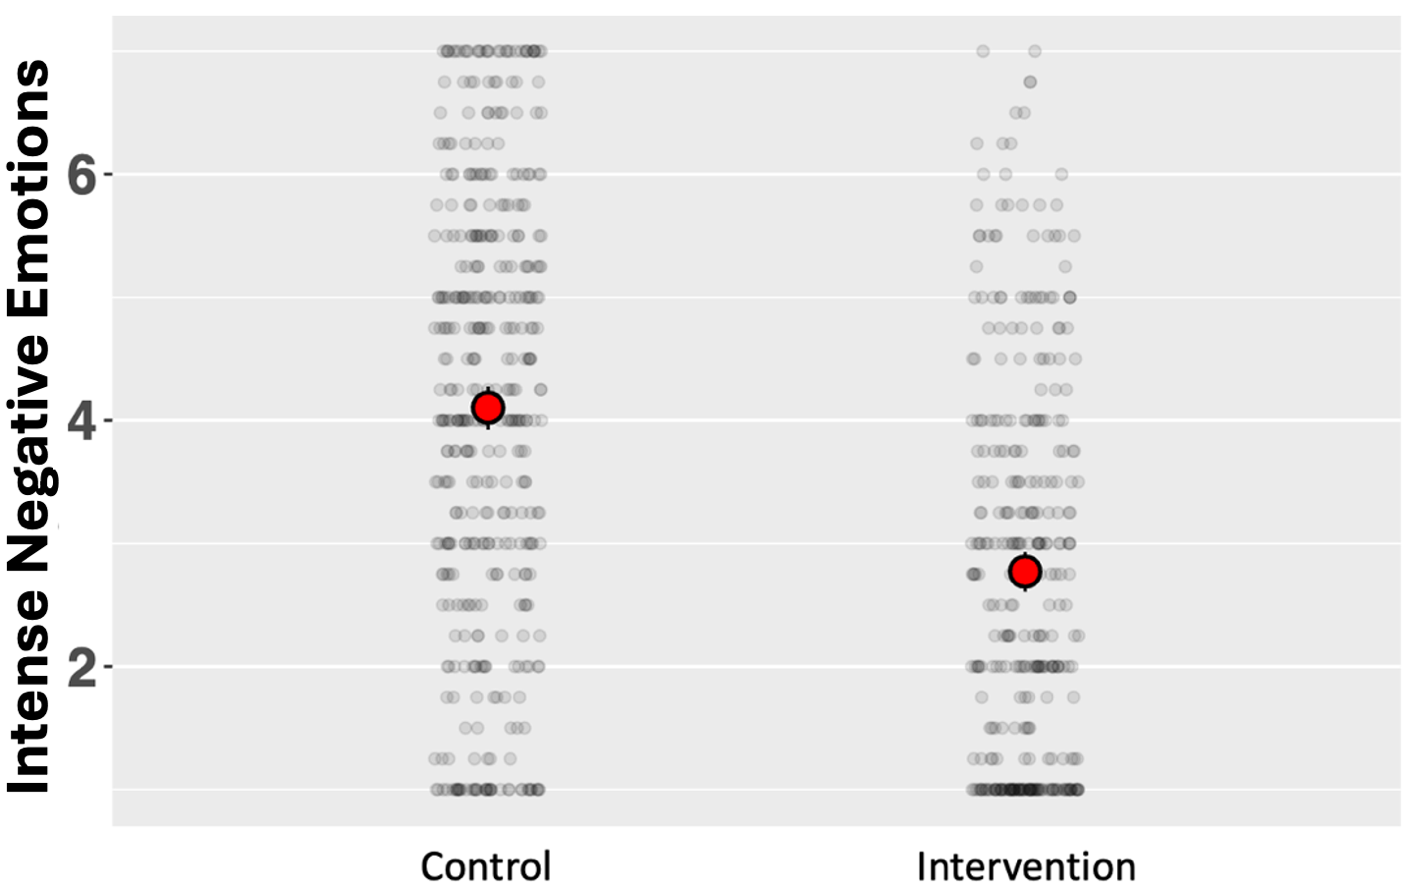 Intense Negative Emotions
6
4
2
Control
Intervention